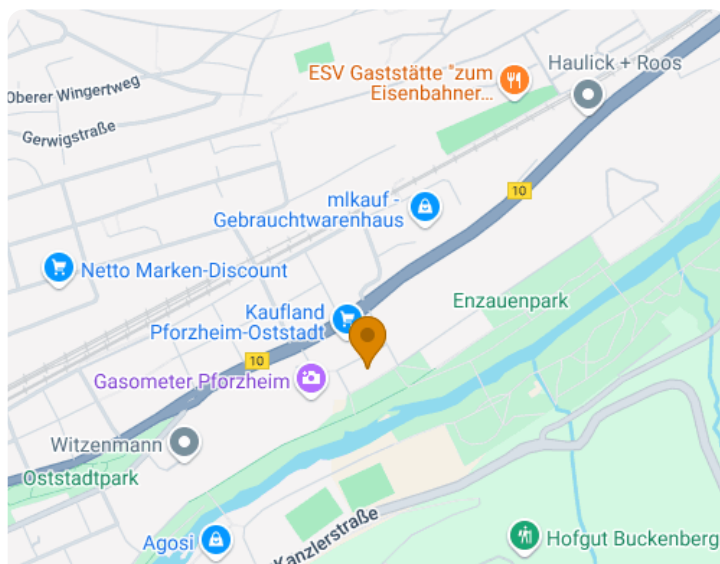 ESV Gaststätte "zum
Eisenbahner...
Haulick + Roos
Oberer Wingertweg
Gerwigstraße
10
mlkauf -
Gebrauchtwarenhaus
Netto Marken-Discount
Enzauenpark
Kaufland
Pforzheim-Oststadt
10
Gasometer Pforzheim
Witzenmann
Oststadtpark
Kanzlerstraße
Agosi
Hofgut Buckenberg